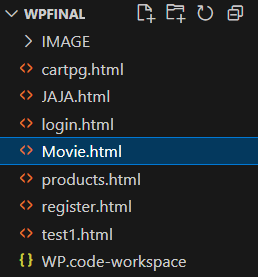 WPFINAL
IMAGE
cartpg.html
JAJA.html
login.html
Movie.html
products.html
register.html
test1.html
WP.code-workspace